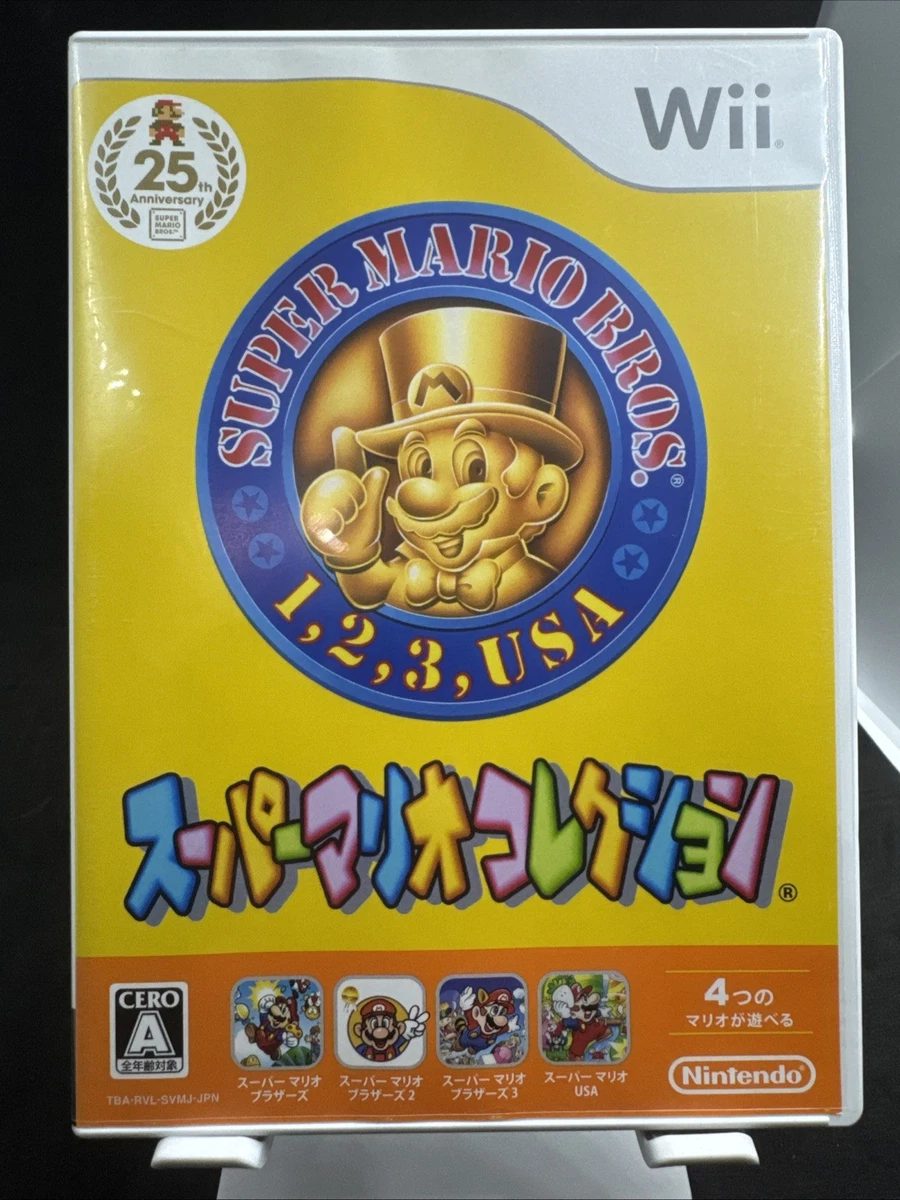 Wii®
25th
Anniversary
SUPER
MARIO
BROS.™
SUPER MARIO BROS.®
M
1, 2, 3, USA
スーパーマリオコレクション®
CERO
A
全年齢対象
スーパー マリオ
ブラザーズ
スーパー マリオ
ブラザーズ 2
スーパー マリオ
ブラザーズ 3
スーパー マリオ
USA
4つの
マリオが遊べる
Nintendo®
TBA-RVL-SVMJ-JPN